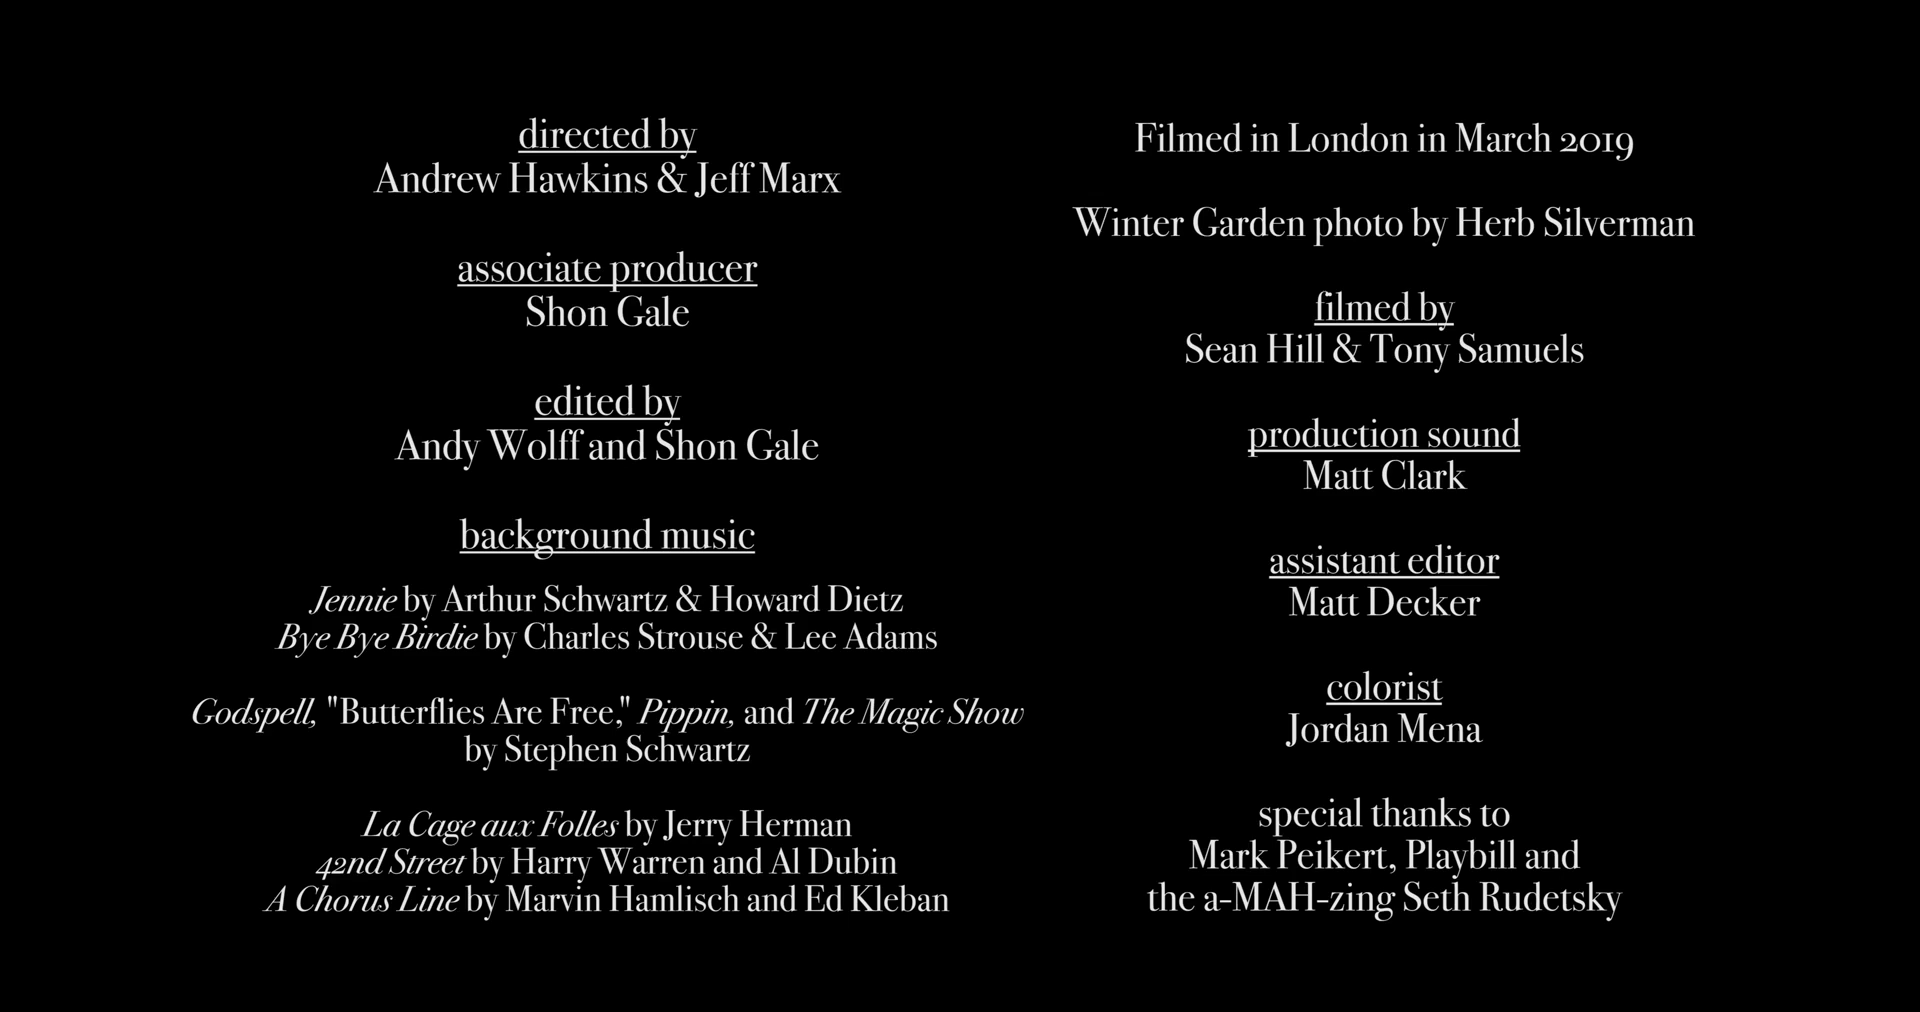 directed by
Andrew Hawkins & Jeff Marx
associate producer
Shon Gale
edited by
Andy Wolff and Shon Gale
background music
Jennie by Arthur Schwartz & Howard Dietz
Bye Bye Birdie by Charles Strouse & Lee Adams
Godspell, "Butterflies Are Free," Pippin, and The Magic Show
by Stephen Schwartz
La Cage aux Folles by Jerry Herman
42nd Street by Harry Warren and Al Dubin
A Chorus Line by Marvin Hamlisch and Ed Kleban
Filmed in London in March 2019
Winter Garden photo by Herb Silverman
filmed by
Sean Hill & Tony Samuels
production sound
Matt Clark
assistant editor
Matt Decker
colorist
Jordan Mena
special thanks to
Mark Peikert, Playbill and
the a-MAH-zing Seth Rudetsky